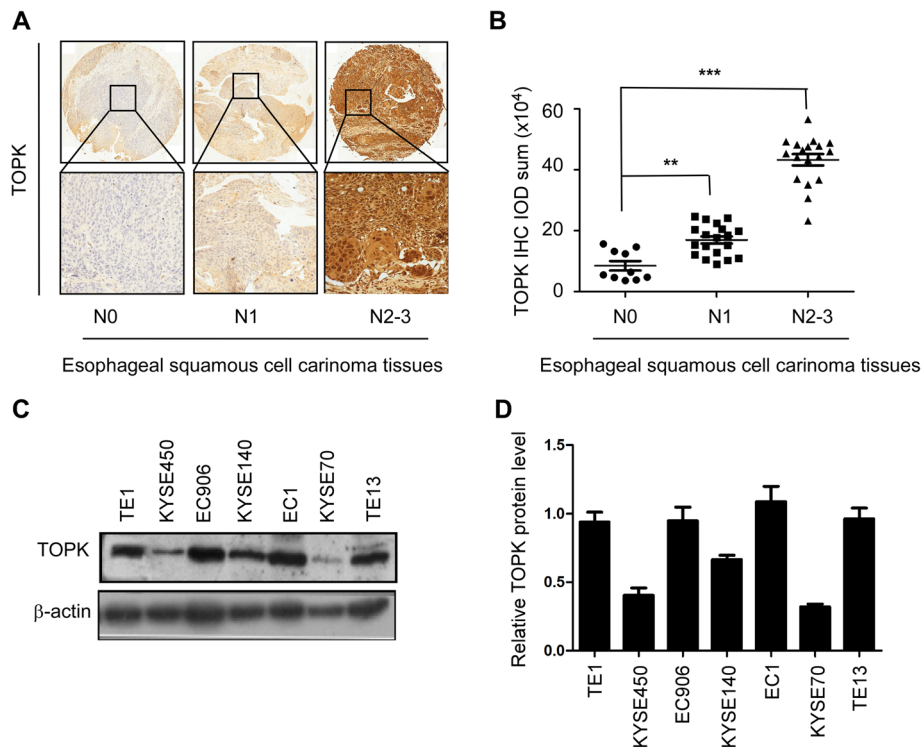 A
TOPK
N0 N1 N2-3
Esophageal squamous cell carinoma tissues
B
TOPK IHC IOD sum (x10⁴)
60
40
20
0
***
**
N0 N1 N2-3
Esophageal squamous cell carinoma tissues
C
TE1 KYSE450 EC906 KYSE140 EC1 KYSE70 TE13
TOPK
β-actin
D
Relative TOPK protein level
1.5
1.0
0.5
0.0
TE1 KYSE450 EC906 KYSE140 EC1 KYSE70 TE13